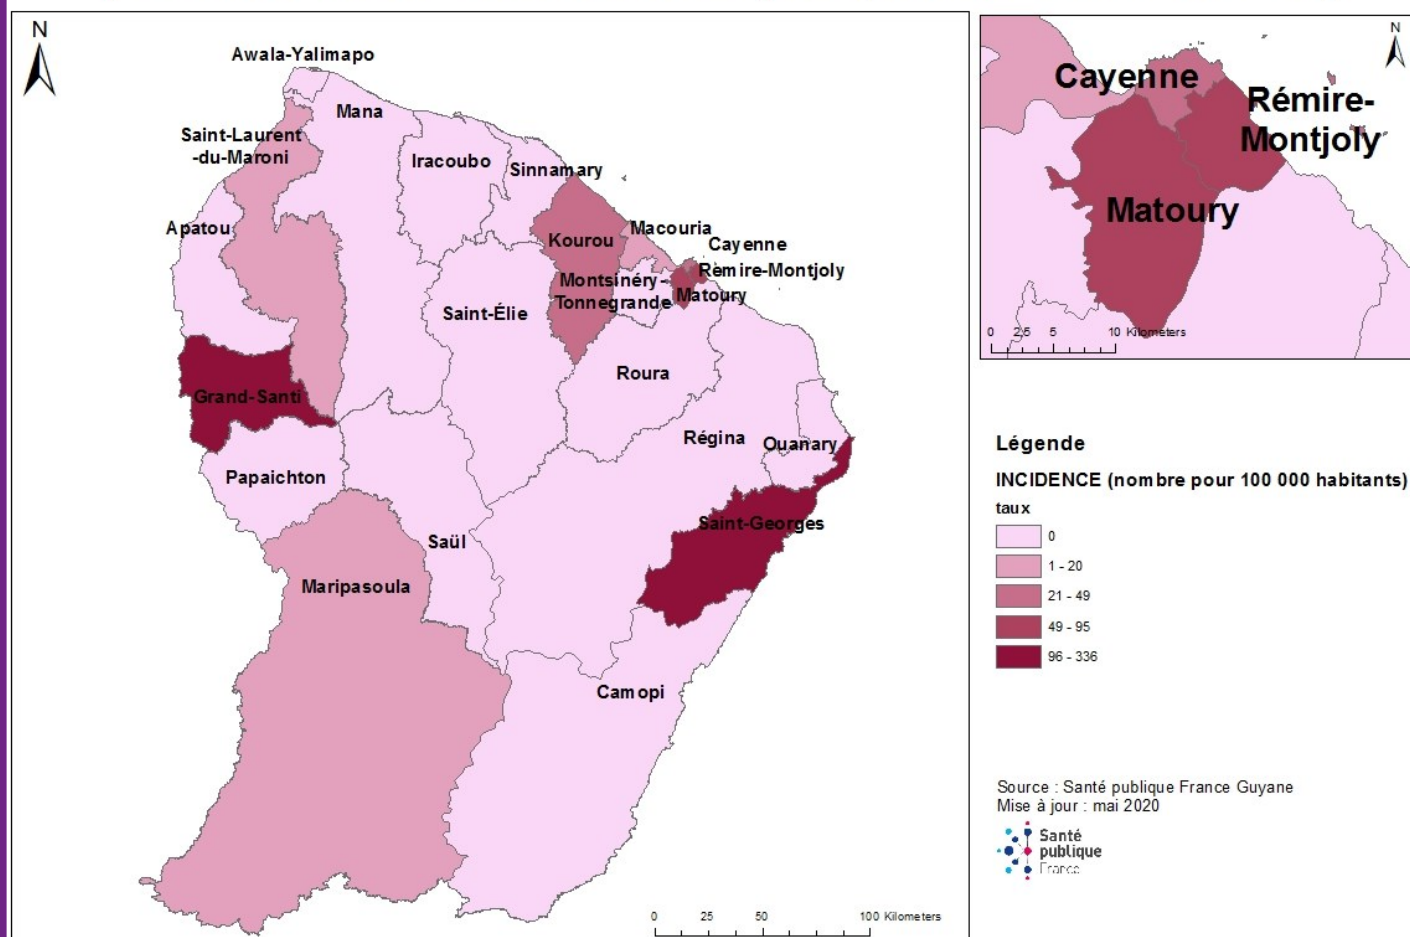 N
Awala-Yalimapo
Mana
Saint-Laurent
-du-Maroni
Iracoubo
Sinnamary
Apatou
Kourou
Macouria
Cayenne
Rémire-Montjoly
Montsinéry-
Tonnegrande
Matoury
Saint-Élie
Roura
Grand-Santi
Régina
Ouanary
Papaichton
Saint-Georges
Saül
Maripasoula
Camopi
0 25 50 100 Kilometers
N
Cayenne
Rémire-
Montjoly
Matoury
0 2,5 5 10 Kilometers
Légende
INCIDENCE (nombre pour 100 000 habitants)
taux
0
1 - 20
21 - 49
49 - 95
96 - 336
Source : Santé publique France Guyane
Mise à jour : mai 2020
Santé
publique
France